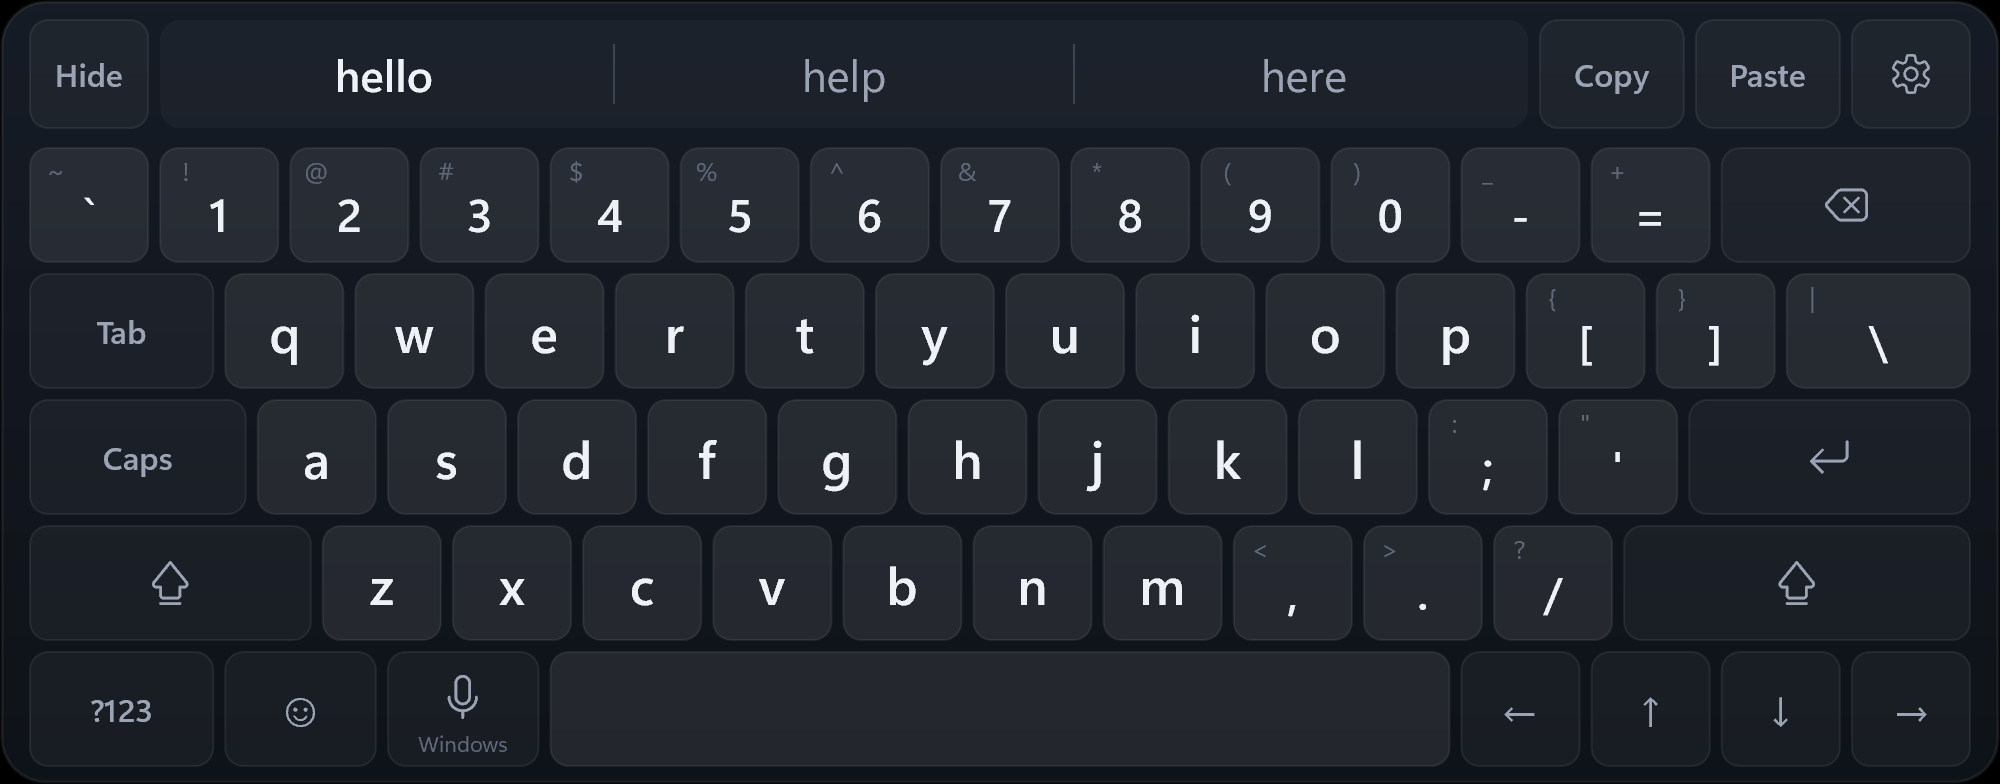 Hide hello help here Copy Paste
~ ! @ # $ % ^ & * ( ) _ +
` 1 2 3 4 5 6 7 8 9 0 - =
{ } |
Tab q w e r t y u i o p [ ] \
: "
Caps a s d f g h j k l ; '
< > ?
z x c v b n m , . /
?123 ← ↑ ↓ →
Windows